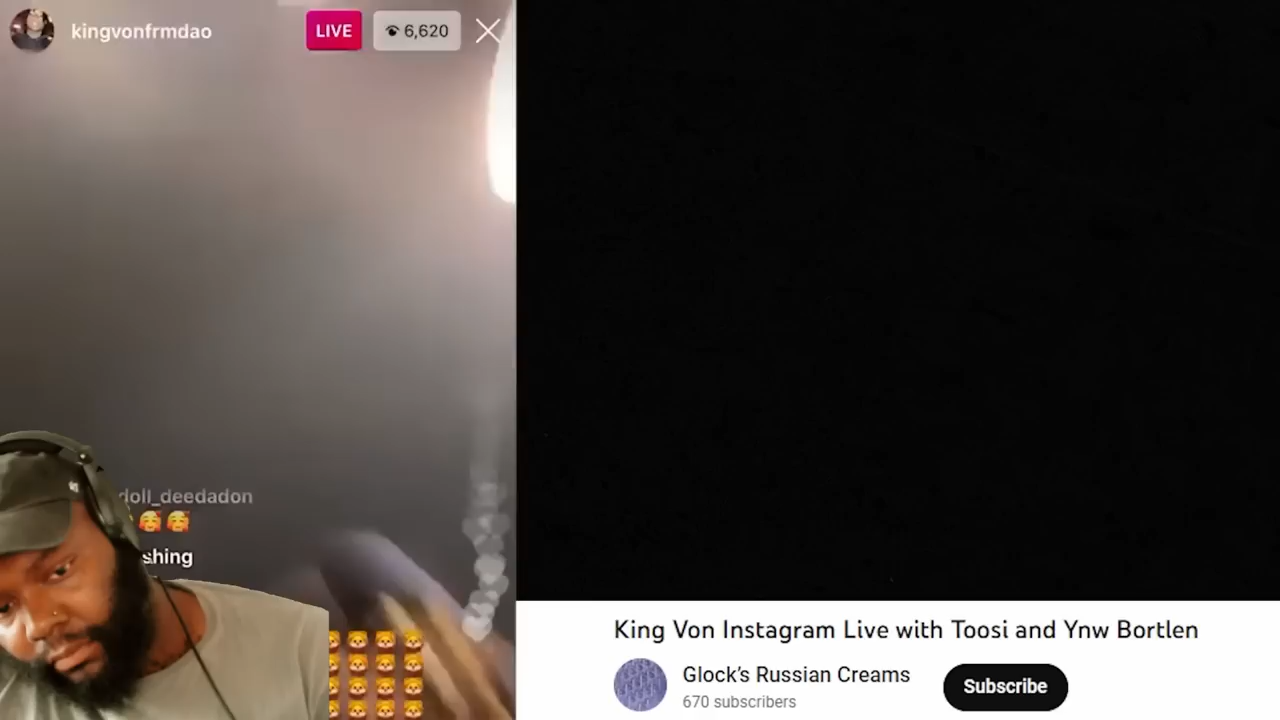 kingvonfrmdao
LIVE
6,620
doll_deedadon
shing
King Von Instagram Live with Toosi and Ynw Bortlen
Glock's Russian Creams
670 subscribers
Subscribe